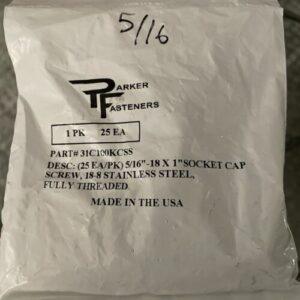 5/16
PARKER
FASTENERS
1 PK 25 EA
PART# 31C100KCSS
DESC: (25 EA/PK) 5/16"-18 X 1" SOCKET CAP
SCREW, 18-8 STAINLESS STEEL,
FULLY THREADED.
MADE IN THE USA